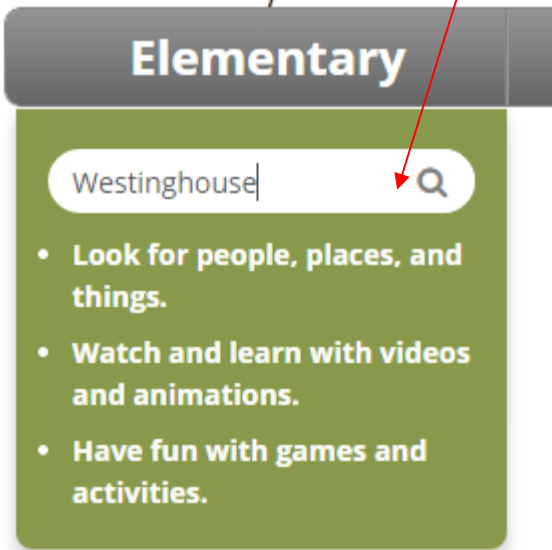 Elementary
Westinghouse
• Look for people, places, and
things.
• Watch and learn with videos
and animations.
• Have fun with games and
activities.